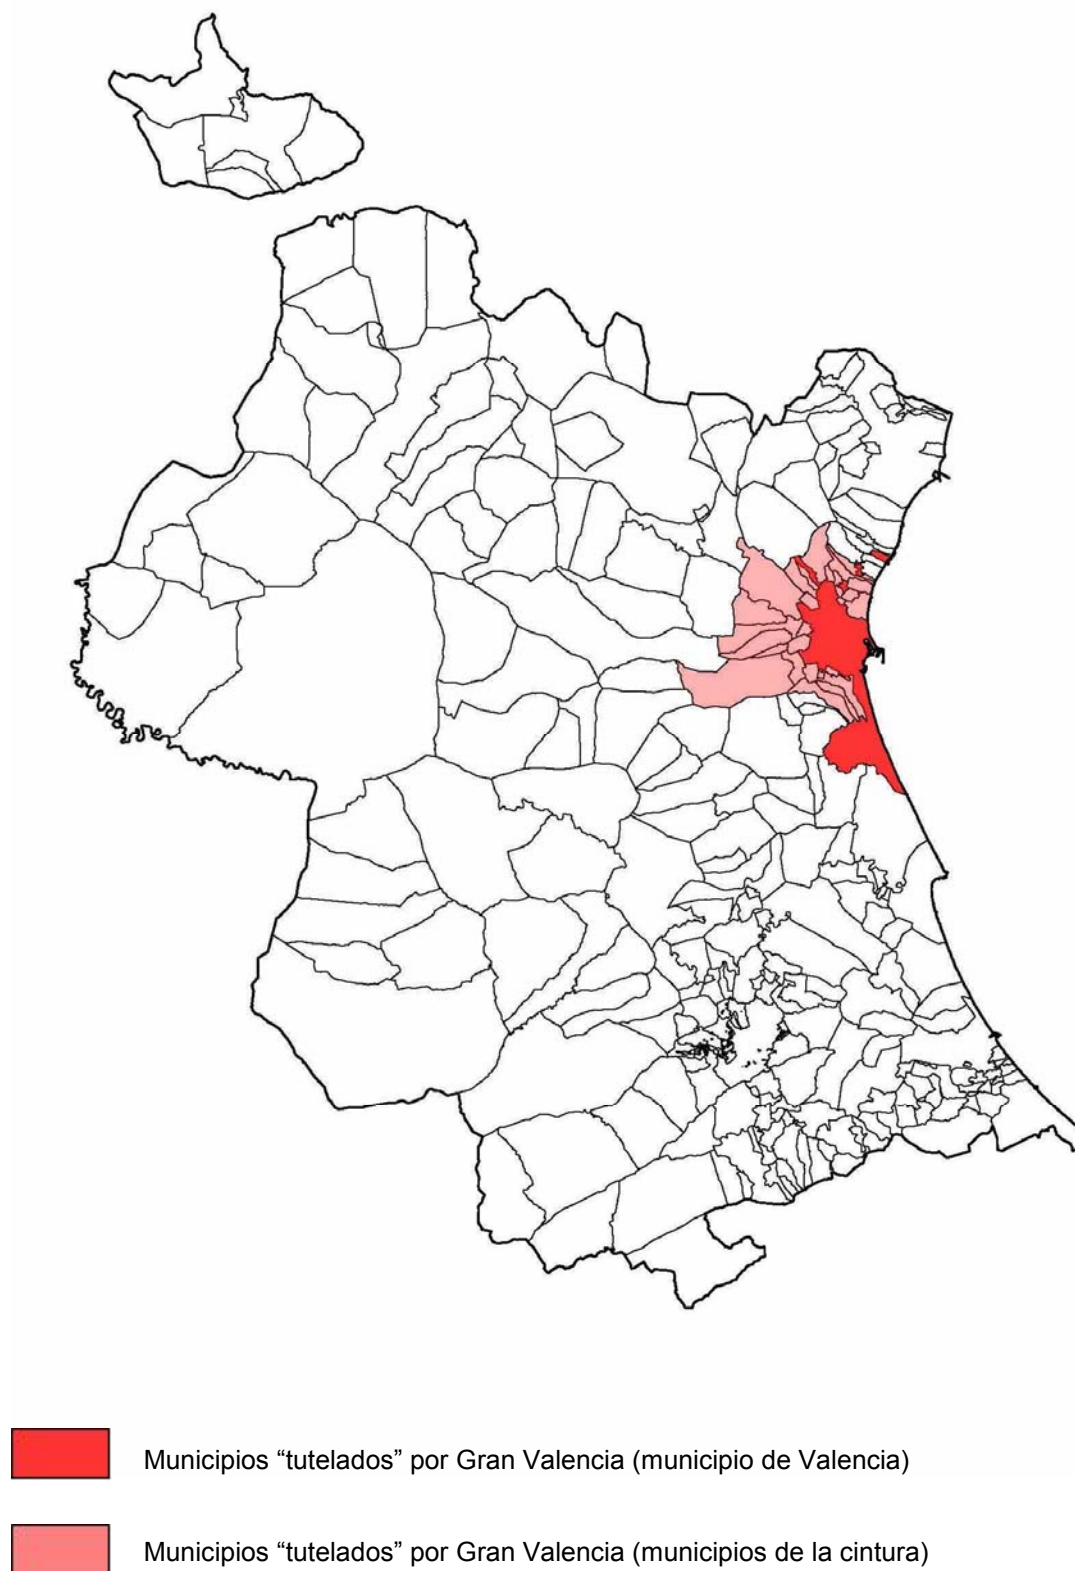 Municipios “tutelados” por Gran Valencia (municipio de Valencia)
Municipios “tutelados” por Gran Valencia (municipios de la cintura)